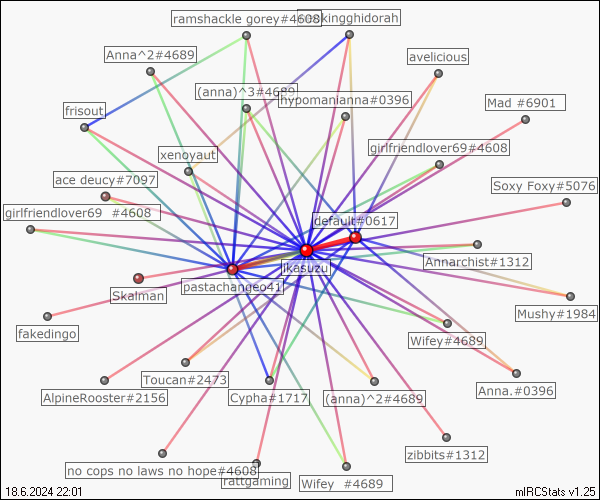 ramshackle gorey#4608
kingghidorah
Anna^2#4689
avelicious
(anna)^3#4689
hypomanianna#0396
Mad #6901
frisout
xenoyaut
girlfriendlover69#4608
ace deucy#7097
Soxy Foxy#5076
girlfriendlover69 #4608
default#0617
Annarchist#1312
ikasuzu
pastachangeo41
Skalman
Mushy#1984
fakedingo
Wifey#4689
Toucan#2473
Anna.#0396
AlpineRooster#2156
Cypha#1717
(anna)^2#4689
zibbits#1312
no cops no laws no hope#4608
rattgaming
Wifey #4689
18.6.2024 22:01
mIRCStats v1.25